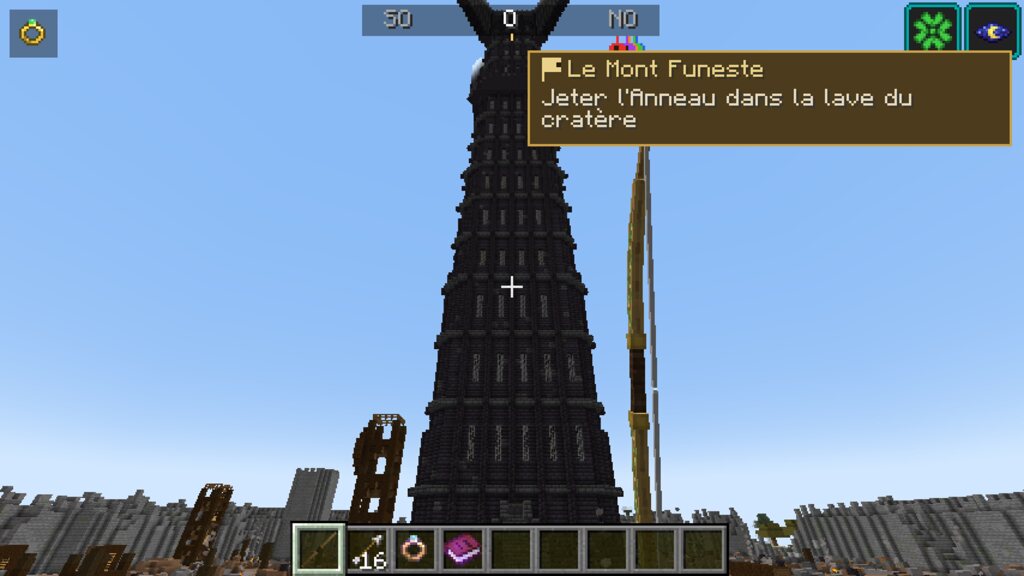 SO O NO
Le Mont Funeste
Jeter l'Anneau dans la lave du
cratère
+16